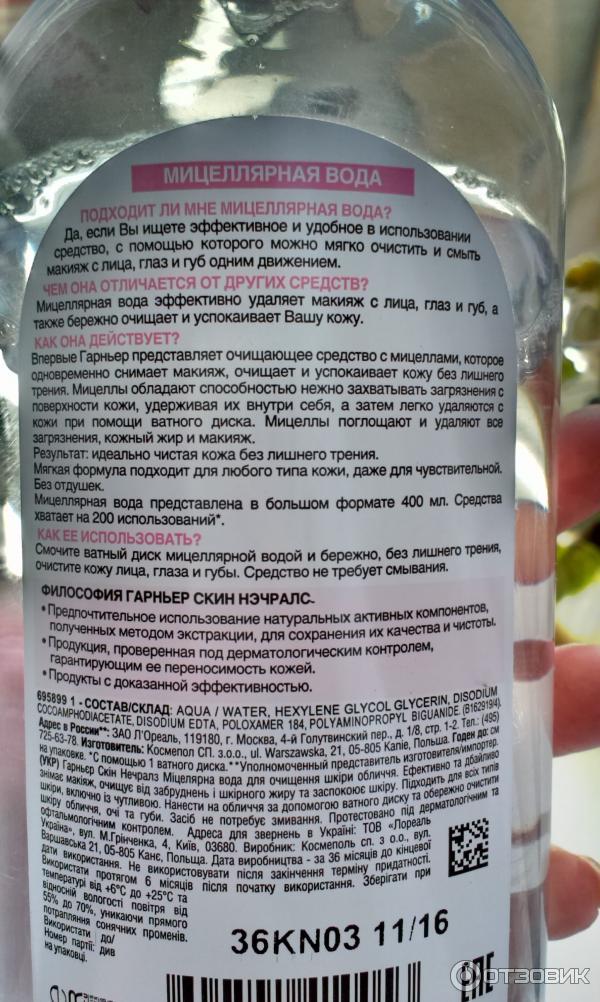 МИЦЕЛЛЯРНАЯ ВОДА
ПОДХОДИТ ЛИ МНЕ МИЦЕЛЛЯРНАЯ ВОДА?
Да, если Вы ищете эффективное и удобное в использовании
средство, с помощью которого можно мягко очистить и смыть
макияж с лица, глаз и губ одним движением.
ЧЕМ ОНА ОТЛИЧАЕТСЯ ОТ ДРУГИХ СРЕДСТВ?
Мицеллярная вода эффективно удаляет макияж с лица, глаз и губ, а
также бережно очищает и успокаивает Вашу кожу.
КАК ОНА ДЕЙСТВУЕТ?
Впервые Гарньер представляет очищающее средство с мицеллами, которое
одновременно снимает макияж, очищает и успокаивает кожу без лишнего
трения. Мицеллы обладают способностью нежно захватывать загрязнения с
поверхности кожи, удерживая их внутри себя, а затем легко удаляются с
кожи при помощи ватного диска. Мицеллы поглощают и удаляют все
загрязнения, кожный жир и макияж.
Результат: идеально чистая кожа без лишнего трения.
Мягкая формула подходит для любого типа кожи, даже для чувствительной.
Без отдушек.
Мицеллярная вода представлена в большом формате 400 мл. Средства
хватает на 200 использований*.
КАК ЕЕ ИСПОЛЬЗОВАТЬ?
Смочите ватный диск мицеллярной водой и бережно, без лишнего трения,
очистите кожу лица, глаза и губы. Средство не требует смывания.
ФИЛОСОФИЯ ГАРНЬЕР СКИН НЭЧРАЛС
• Предпочтительное использование натуральных активных компонентов,
полученных методом экстракции, для сохранения их качества и чистоты.
• Продукция, проверенная под дерматологическим контролем,
гарантирующим ее переносимость кожей.
• Продукты с доказанной эффективностью.
695899 1 - СОСТАВ/СКЛАД: AQUA / WATER, HEXYLENE GLYCOL GLYCERIN, DISODIUM
COCOAMPHODIACETATE, DISODIUM EDTA, POLOXAMER 184, POLYAMINOPROPYL BIGUANIDE (B162919/4).
Адрес в России**: ЗАО Л'Ореаль, 119180, г. Москва, 4-й Голутвинский пер., д. 1/8, стр. 1-2. Тел.: (495)
725-63-78. Изготовитель: Космепол СП. з.о.о., ul. Warszawska, 21, 05-805 Kanie, Польша. Годен до: см
на упаковке. *С помощью 1 ватного диска. **Уполномоченный представитель изготовителя/импортер.
(УКР) Гарньер Скін Нечралз Міцелярна вода для очищення шкіри обличчя. Ефективно та дбайливо
знімає макіяж, очищує від забруднень і шкірного жиру та заспокоює шкіру. Підходить для всіх типів
шкіри, включно із чутливою. Нанести на обличчя за допомогою ватного диску та обережно очистити
шкіру обличчя, очі та губи. Засіб не потребує змивання. Протестовано під дерматологічним та
офтальмологічним контролем. Адреса для звернень в Україні: ТОВ «Лореаль
Україна», вул. М.Грінченка, 4, Київ, 03680. Виробник: Космеполь сп. з о.о., вул.
Варшавська 21, 05-805 Канє, Польща. Дата виробництва - за 36 місяців до кінцевої
дати використання. Не використовувати після закінчення терміну придатності.
Використати протягом 6 місяців після початку використання. Зберігати при
температурі від +6°С до +25°С та
відносній вологості повітря від
55% до 70%, уникаючи прямого
потрапляння сонячних променів.
Використати до/
Номер партії: див
на упаковці.
36KN03 11/16
EAC
ОТЗОВИК